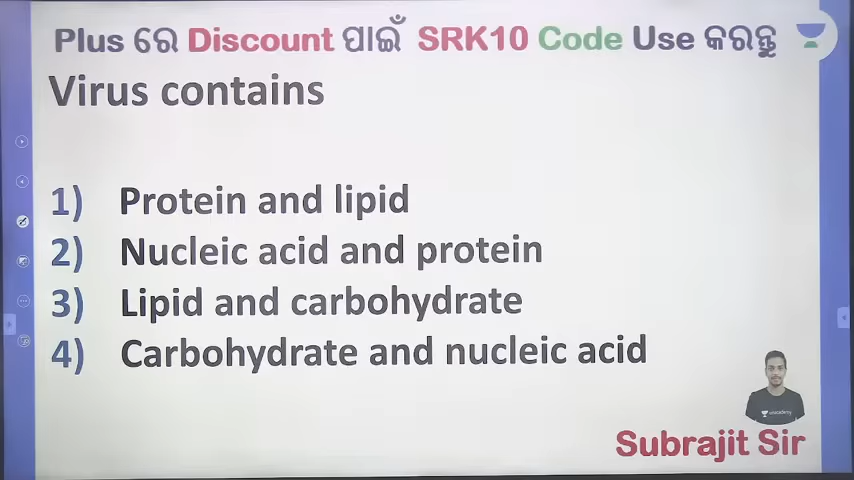 Plus ରେ Discount ପାଇଁ SRK10 Code Use କରନ୍ତୁ
Virus contains
1) Protein and lipid
2) Nucleic acid and protein
3) Lipid and carbohydrate
4) Carbohydrate and nucleic acid
unacademy
Subrajit Sir